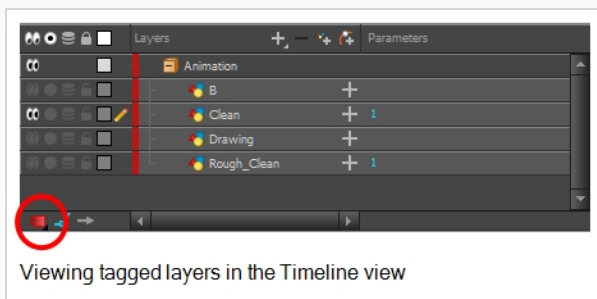 Layers Parameters
Animation
B
Clean 1
Drawing
Rough_Clean 1
Viewing tagged layers in the Timeline view